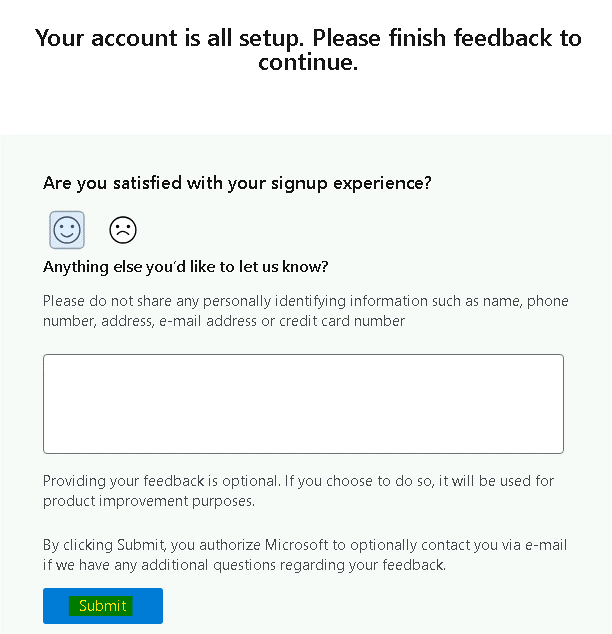 Your account is all setup. Please finish feedback to
continue.
Are you satisfied with your signup experience?
Anything else you'd like to let us know?
Please do not share any personally identifying information such as name, phone
number, address, e-mail address or credit card number
Providing your feedback is optional. If you choose to do so, it will be used for
product improvement purposes.
By clicking Submit, you authorize Microsoft to optionally contact you via e-mail
if we have any additional questions regarding your feedback.
Submit